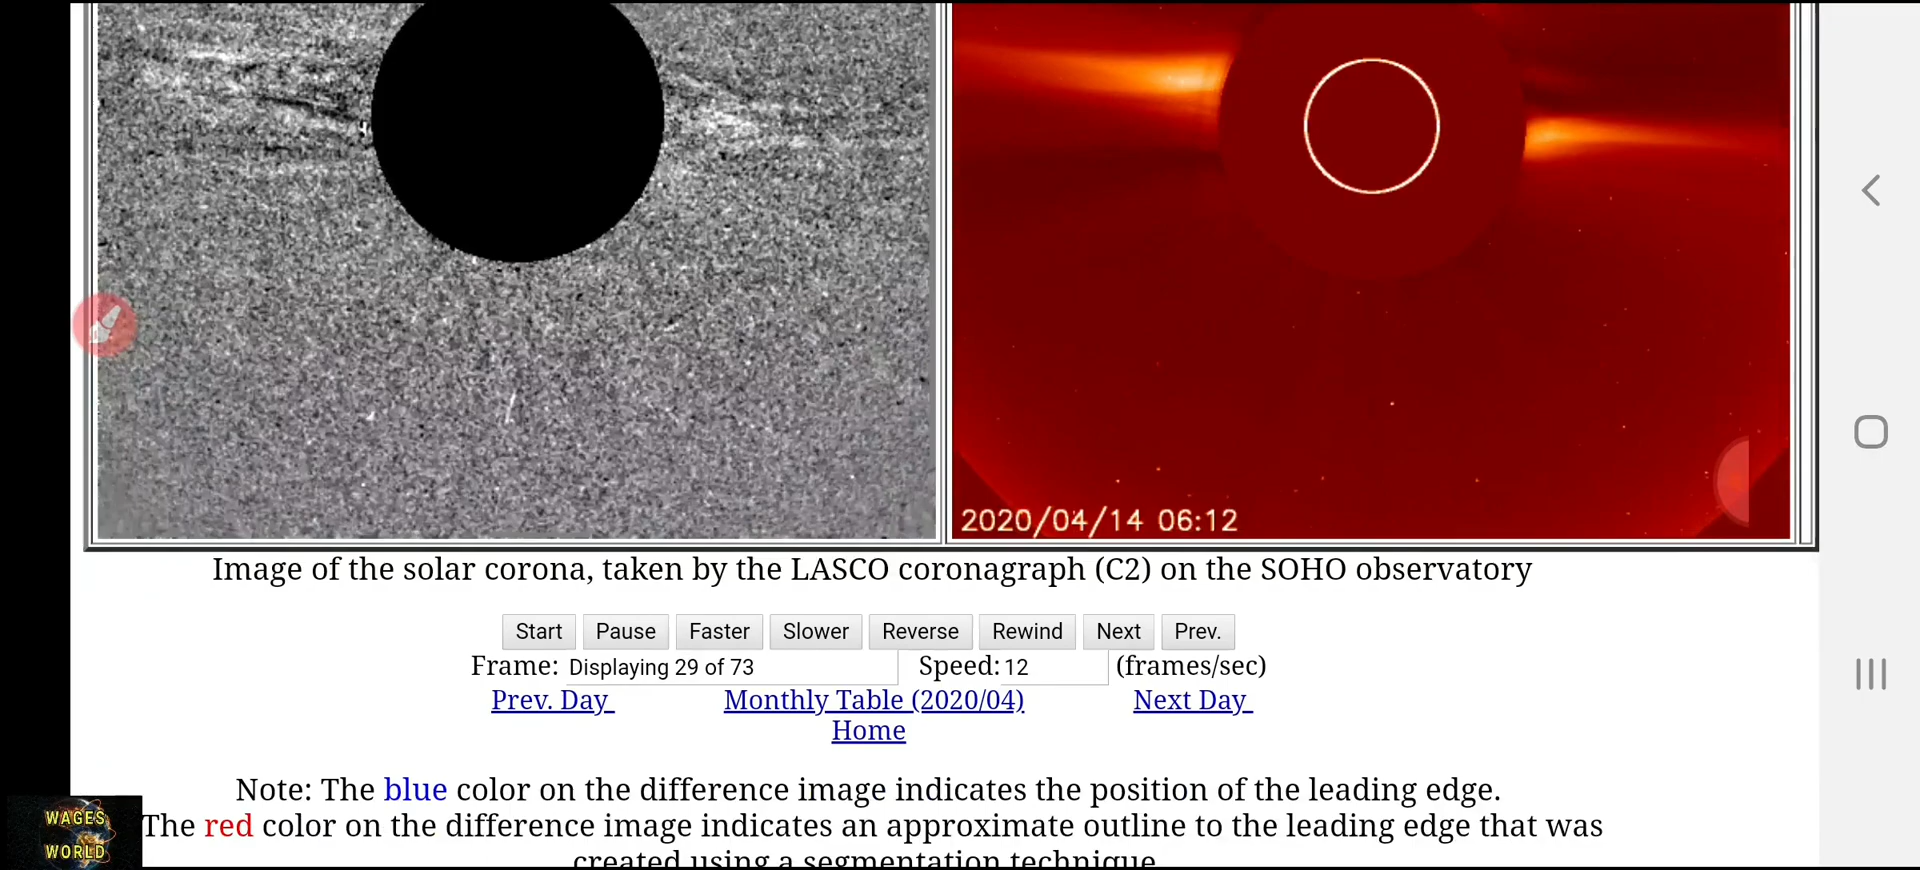 2020/04/14 06:12
Image of the solar corona, taken by the LASCO coronagraph (C2) on the SOHO observatory
Start Pause Faster Slower Reverse Rewind Next Prev.
Frame: Displaying 29 of 73 Speed: 12 (frames/sec)
Prev. Day Monthly Table (2020/04) Next Day
Home
Note: The blue color on the difference image indicates the position of the leading edge.
The red color on the difference image indicates an approximate outline to the leading edge that was
created using a segmentation technique
WAGES
WORLD